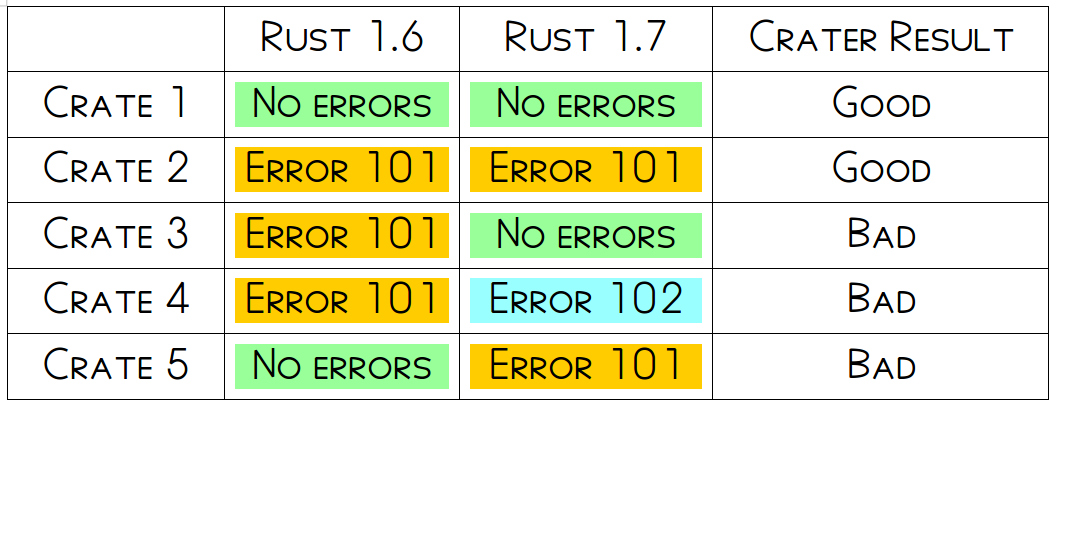 Rust 1.6 Rust 1.7 Crater Result
Crate 1 No errors No errors Good
Crate 2 Error 101 Error 101 Good
Crate 3 Error 101 No errors Bad
Crate 4 Error 101 Error 102 Bad
Crate 5 No errors Error 101 Bad